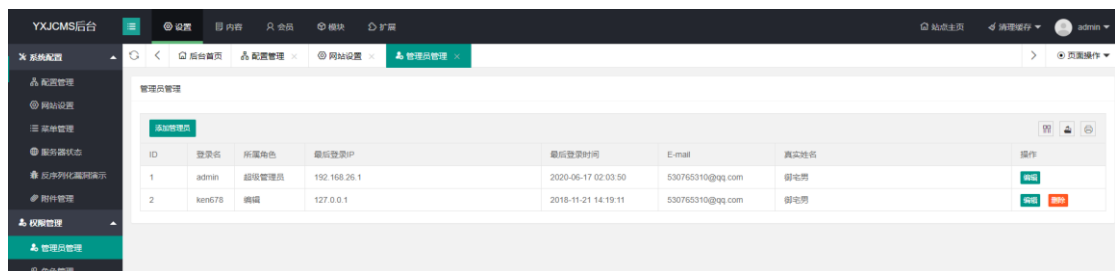 YXJCMS后台 设置 内容 会员 模块 扩展 站点主页 清理缓存 admin
系统配置 后台首页 配置管理 网站设置 管理员管理 页面操作
配置管理
管理员管理
网站设置
菜单管理
添加管理员
服务器状态
ID 登录名 所属角色 最后登录IP 最后登录时间 E-mail 真实姓名 操作
反序列化漏洞演示
1 admin 超级管理员 192.168.26.1 2020-06-17 02:03:50 530765310@qq.com 御宅男 编辑
附件管理
2 ken678 编辑 127.0.0.1 2018-11-21 14:19:11 530765310@qq.com 御宅男 编辑 删除
权限管理
管理员管理